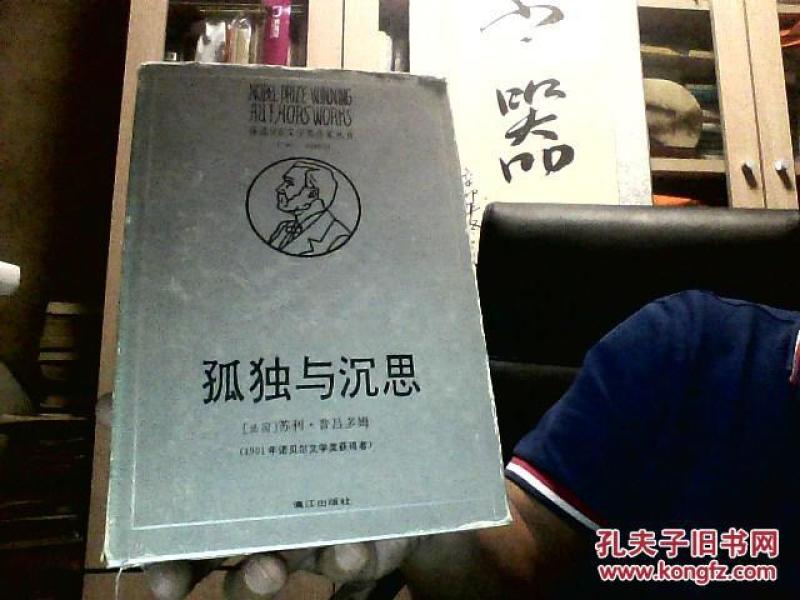 NOBEL PRIZE WINNING
AUTHORS WORKS
获诺贝尔文学奖作家丛书
孤独与沉思
[法国]苏利·普吕多姆
(1901年诺贝尔文学奖获得者)
漓江出版社
器
孔夫子旧书网
www.kongfz.com